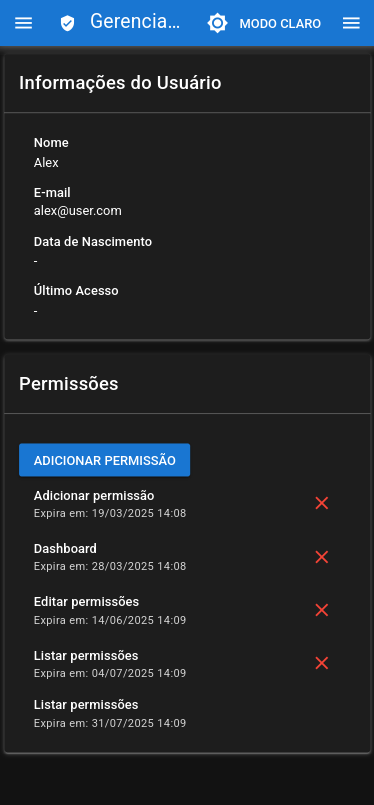 Gerencia...
MODO CLARO
Informações do Usuário
Nome
Alex
E-mail
alex@user.com
Data de Nascimento
-
Último Acesso
-
Permissões
ADICIONAR PERMISSÃO
Adicionar permissão
Expira em: 19/03/2025 14:08
Dashboard
Expira em: 28/03/2025 14:08
Editar permissões
Expira em: 14/06/2025 14:09
Listar permissões
Expira em: 04/07/2025 14:09
Listar permissões
Expira em: 31/07/2025 14:09